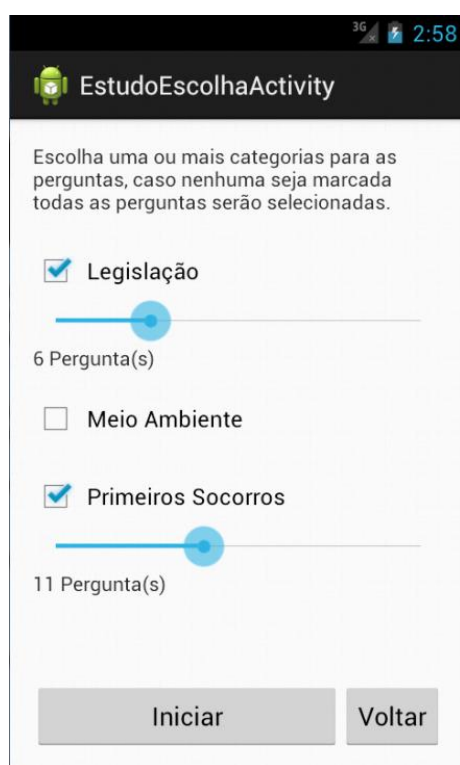 3G 2:58
EstudoEscolhaActivity
Escolha uma ou mais categorias para as
perguntas, caso nenhuma seja marcada
todas as perguntas serão selecionadas.
Legislação
6 Pergunta(s)
Meio Ambiente
Primeiros Socorros
11 Pergunta(s)
Iniciar Voltar